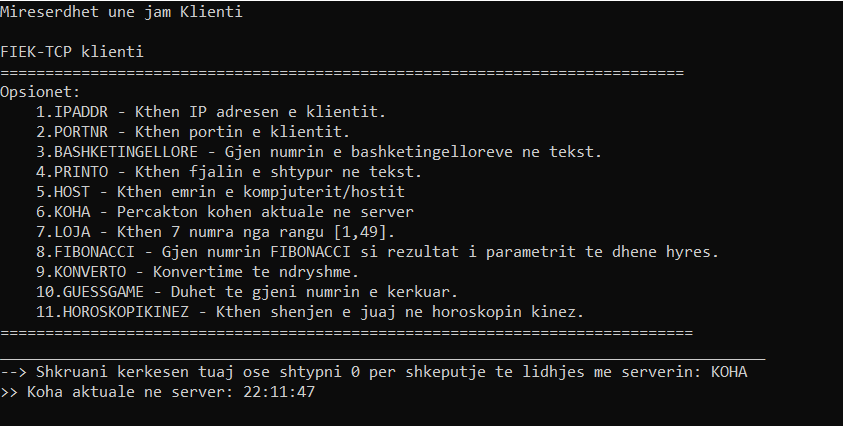 Mireserdhet une jam Klienti
FIEK-TCP klienti
============================================================================
Opsionet:
1.IPADDR - Kthen IP adresen e klientit.
2.PORTNR - Kthen portin e klientit.
3.BASHKETINGELLORE - Gjen numrin e bashketingelloreve ne tekst.
4.PRINTO - Kthen fjalin e shtypur ne tekst.
5.HOST - Kthen emrin e kompjuterit/hostit
6.KOHA - Percakton kohen aktuale ne server
7.LOJA - Kthen 7 numra nga rangu [1,49].
8.FIBONACCI - Gjen numrin FIBONACCI si rezultat i parametrit te dhene hyres.
9.KONVERTO - Konvertime te ndryshme.
10.GUESSGAME - Duhet te gjeni numrin e kerkuar.
11.HOROSKOPIKINEZ - Kthen shenjen e juaj ne horoskopin kinez.
=============================================================================
_____________________________________________________________________________________
--> Shkruani kerkesen tuaj ose shtypni 0 per shkeputje te lidhjes me serverin: KOHA
>> Koha aktuale ne server: 22:11:47